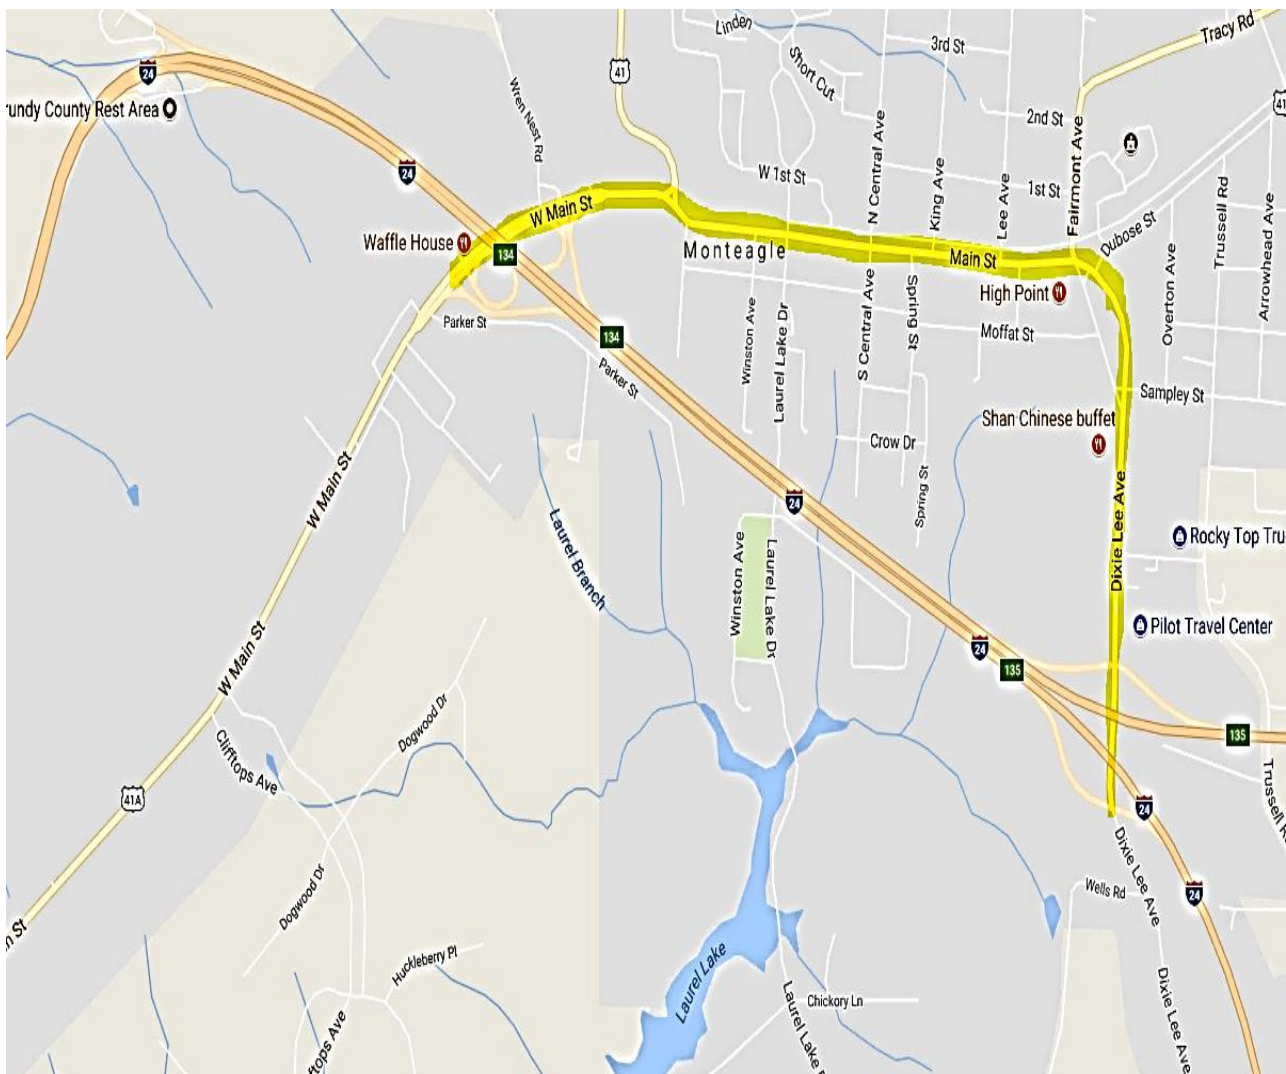 Linden
Short Cut
3rd St
Tracy Rd
41
24
rundy County Rest Area
Wren Nest Rd
24
N Central Ave
King Ave
Lee Ave
2nd St
Fairmont Ave
41
W 1st St
1st St
W Main St
Waffle House
134
Monteagle
Main St
Dubose St
Trussell Rd
Arrowhead Ave
Overton Ave
High Point
Parker St
134
Parker St
Winston Ave
Laurel Lake Dr
S Central Ave
Spring St
Moffat St
Sampley St
Shan Chinese buffet
Crow Dr
W Main St
24
Spring St
Dixie Lee Ave
Rocky Top Tru
Laurel Branch
Winston Ave
Laurel Lake Dr
Pilot Travel Center
W Main St
24
135
135
Dogwood Dr
Clifftops Ave
41A
24
Trussell R
Dixie Lee Ave
Wells Rd
24
Dogwood Dr
n St
Huckleberry Pl
Laurel Lake
Chickory Ln
Laurel Lake
Dixie Lee Ave
ftops Ave